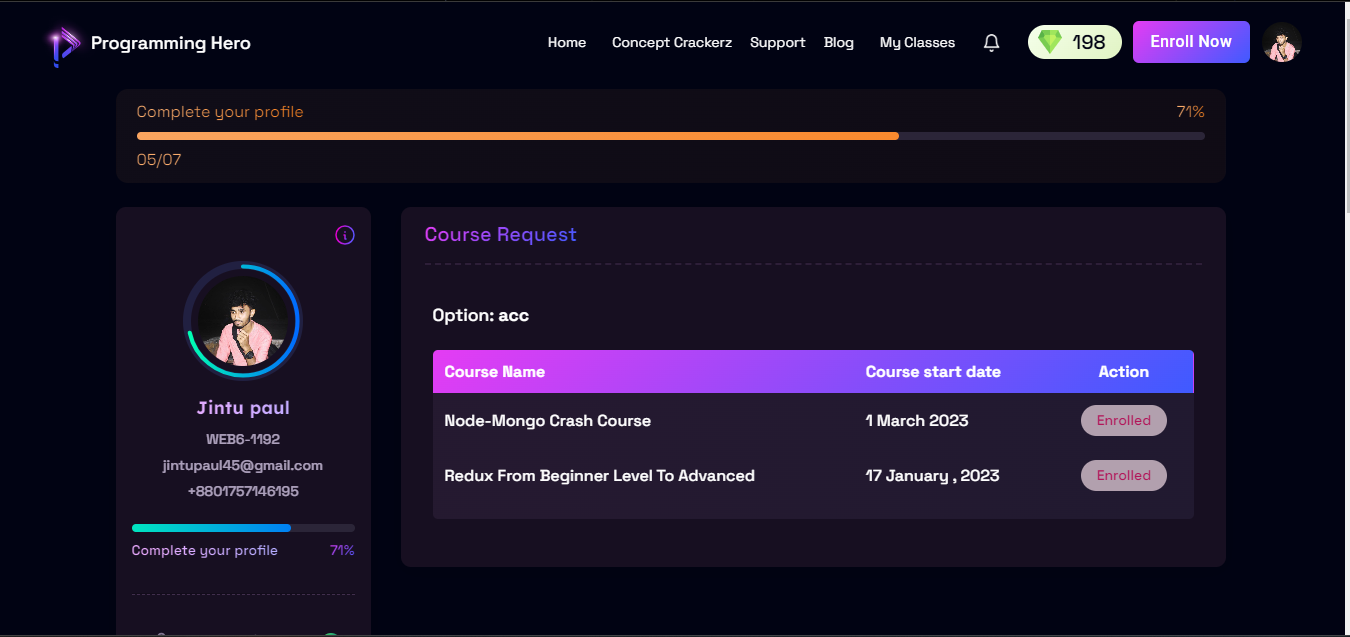 Programming Hero
Home Concept Crackerz Support Blog My Classes 198 Enroll Now
Complete your profile 71%
05/07
Jintu paul
WEB6-1192
jintupaul45@gmail.com
+8801757146195
Complete your profile 71%
Course Request
Option: acc
Course Name Course start date Action
Node-Mongo Crash Course 1 March 2023 Enrolled
Redux From Beginner Level To Advanced 17 January , 2023 Enrolled